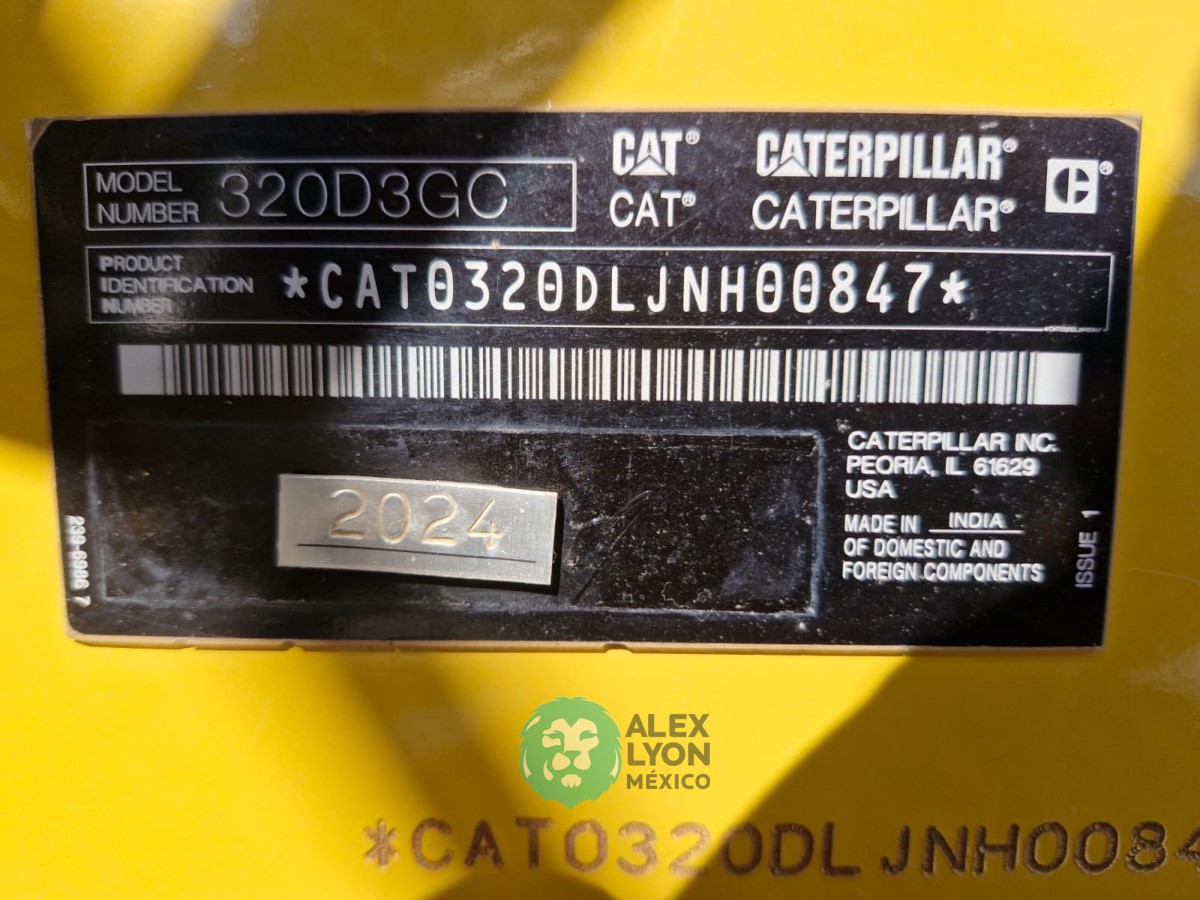 MODEL NUMBER 320D3GC
CAT® CATERPILLAR®
CAT® CATERPILLAR®
PRODUCT IDENTIFICATION NUMBER *CAT0320DLJNH00847*
2024
CATERPILLAR INC.
PEORIA, IL 61629
USA
MADE IN INDIA
OF DOMESTIC AND
FOREIGN COMPONENTS
ISSUE 1
ALEX
LYON
MÉXICO
*CAT0320DLJNH0084